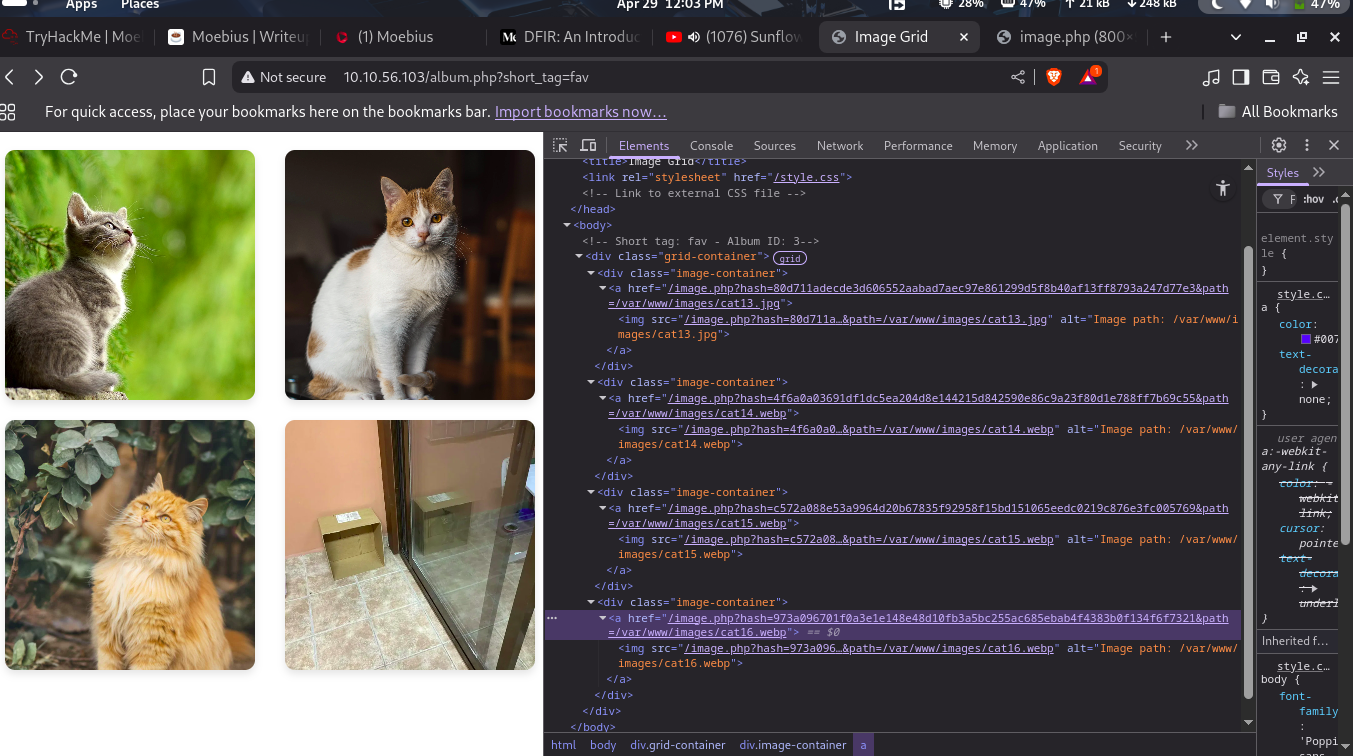 Apps Places Apr 29 12:03 PM 28% 47% ↑ 21 kB ↓ 248 kB 47%
TryHackMe | Moe Moebius | Writeu (1) Moebius DFIR: An Introduc (1076) Sunflow Image Grid image.php (800×
Not secure 10.10.56.103/album.php?short_tag=fav 1
For quick access, place your bookmarks here on the bookmarks bar. Import bookmarks now… All Bookmarks
Elements Console Sources Network Performance Memory Application Security
<title>Image Grid</title>
<link rel="stylesheet" href="/style.css">
<!-- Link to external CSS file -->
</head>
<body>
<!-- Short tag: fav - Album ID: 3-->
<div class="grid-container"> grid
<div class="image-container">
<a href="/image.php?hash=80d711adecde3d606552aabad7aec97e861299d5f8b40af13ff8793a247d77e3&path
=/var/www/images/cat13.jpg">
<img src="/image.php?hash=80d711a…&path=/var/www/images/cat13.jpg" alt="Image path: /var/www/i
mages/cat13.jpg">
</a>
</div>
<div class="image-container">
<a href="/image.php?hash=4f6a0a03691df1dc5ea204d8e144215d842590e86c9a23f80d1e788ff7b69c55&path
=/var/www/images/cat14.webp">
<img src="/image.php?hash=4f6a0a0…&path=/var/www/images/cat14.webp" alt="Image path: /var/www/
images/cat14.webp">
</a>
</div>
<div class="image-container">
<a href="/image.php?hash=c572a088e53a9964d20b67835f92958f15bd151065eedc0219c876e3fc005769&path
=/var/www/images/cat15.webp">
<img src="/image.php?hash=c572a08…&path=/var/www/images/cat15.webp" alt="Image path: /var/www/
images/cat15.webp">
</a>
</div>
<div class="image-container">
<a href="/image.php?hash=973a096701f0a3e1e148e48d10fb3a5bc255ac685ebab4f4383b0f134f6f7321&path
=/var/www/images/cat16.webp"> == $0
<img src="/image.php?hash=973a096…&path=/var/www/images/cat16.webp" alt="Image path: /var/www/
images/cat16.webp">
</a>
</div>
</div>
</body>
html body div.grid-container div.image-container a
Styles
F :hov .c
element.sty
le {
}
style.c…
a {
color:
#007
text-
decora
:
none;
}
user agen
a:-webkit-
any-link {
color: -
webkit
link;
cursor:
pointe
text-
decora
:
underl
}
Inherited f…
style.c…
body {
font-
family
:
'Poppi